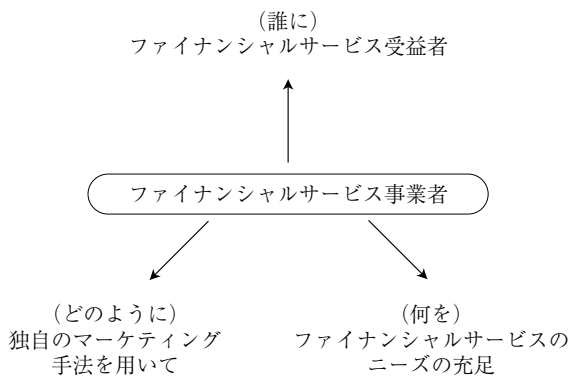 (誰に)
ファイナンシャルサービス受益者
ファイナンシャルサービス事業者
(どのように)
独自のマーケティング
手法を用いて
(何を)
ファイナンシャルサービスの
ニーズの充足